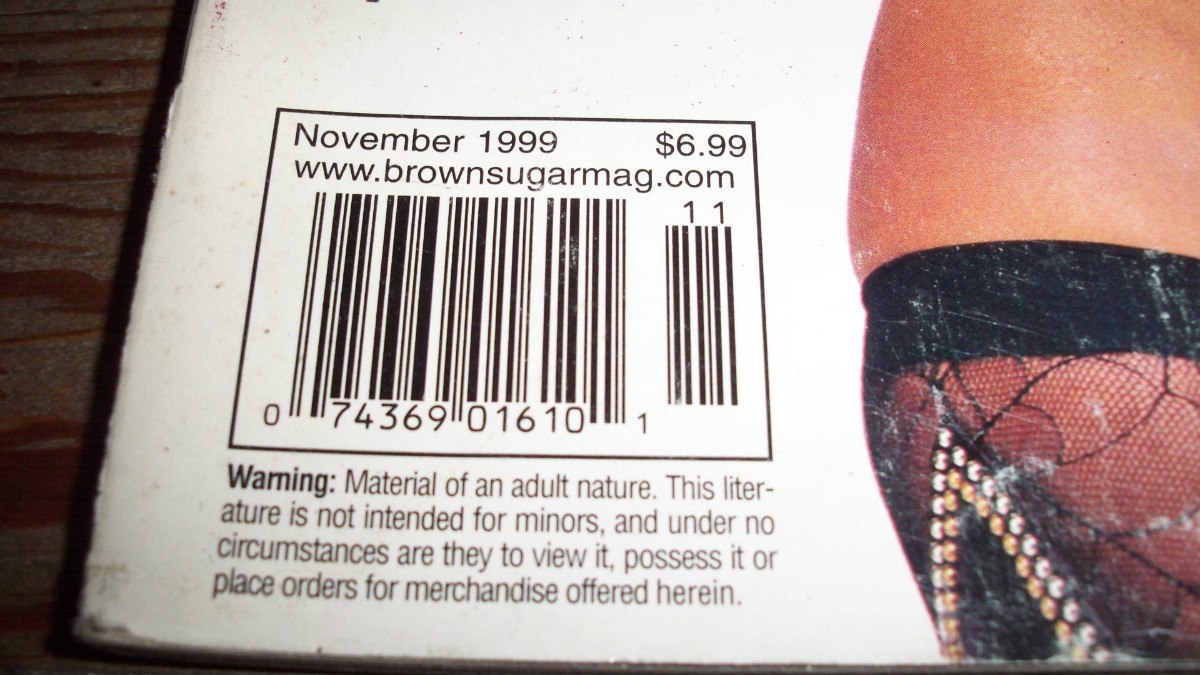 November 1999 $6.99
www.brownsugarmag.com
11
0 74369 01610 1
Warning: Material of an adult nature. This liter-
ature is not intended for minors, and under no
circumstances are they to view it, possess it or
place orders for merchandise offered herein.